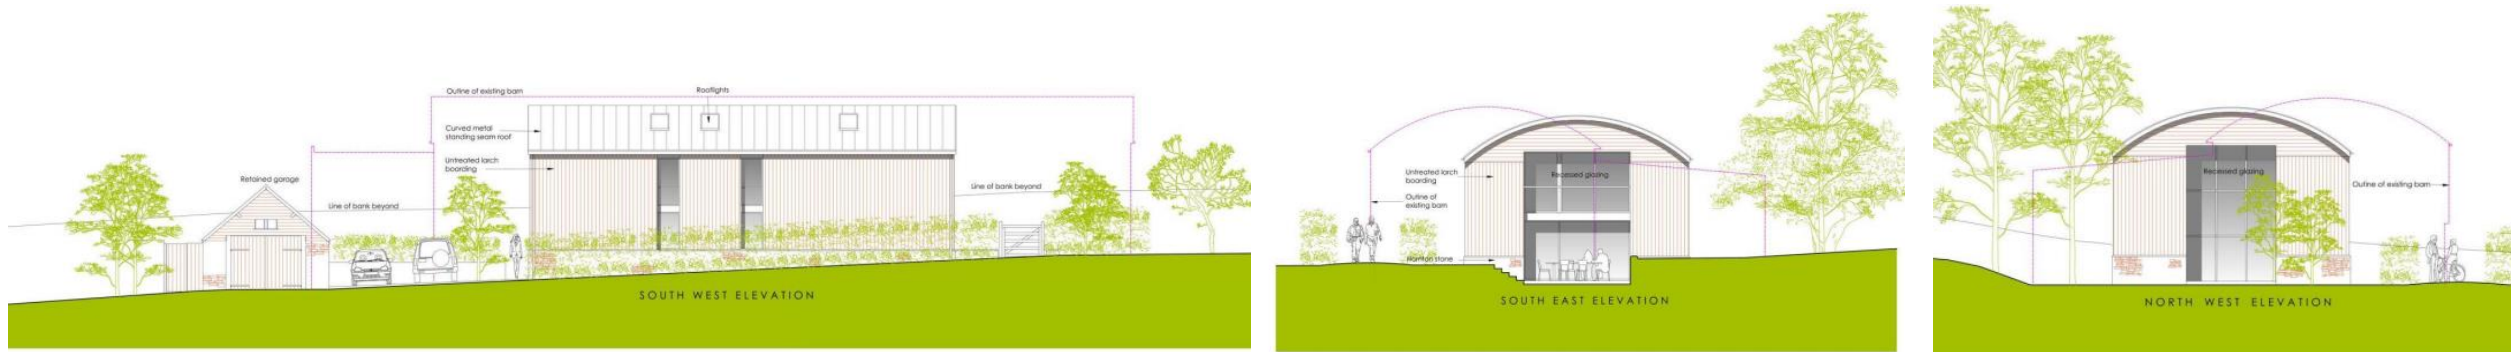 Outline of existing barn
Rooflights
Curved metal
standing seam roof
Untreated larch
boarding
Retained garage
Line of bank beyond
Line of bank beyond
SOUTH WEST ELEVATION
Untreated larch
boarding
Recessed glazing
Outline of
existing barn
Hornton stone
SOUTH EAST ELEVATION
Recessed glazing
Outline of existing barn
NORTH WEST ELEVATION